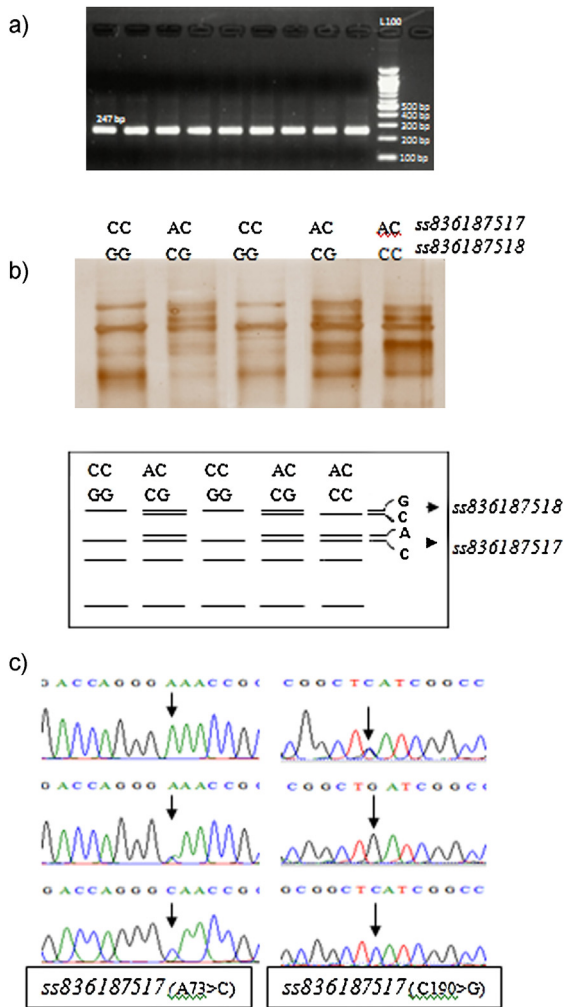 a)
L100
247 bp
500 bp
400 bp
300 bp
200 bp
100 bp
CC AC CC AC AC ss836187517
GG CG GG CG CC ss836187518
b)
CC AC CC AC AC
GG CG GG CG CC
G
C
ss836187518
A
C
ss836187517
c)
G A C C A G G G A A A C C G C C G G C T C A T C G G C C
G A C C A G G G A A A C C G C C G G C T G A T C G G C C
G A C C A G G G C A A C C G G C G G C T C A T C G G C C
ss836187517 (A73>C) ss836187517 (C190>G)